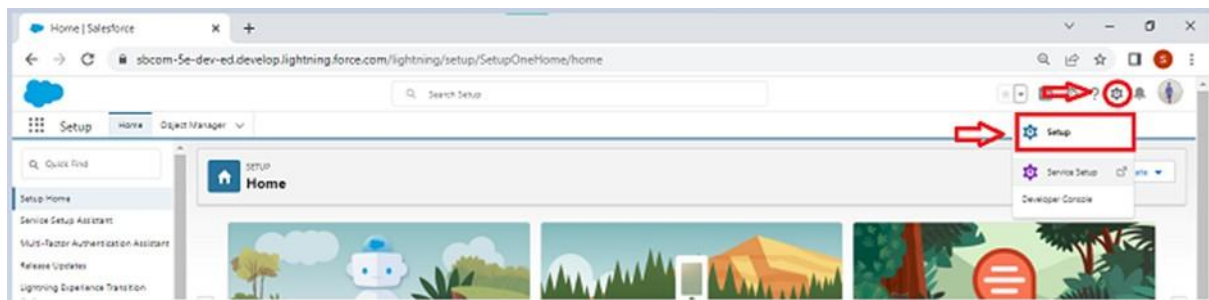 Home | Salesforce
sbcom-5e-dev-ed.develop.lightning.force.com/lightning/setup/SetupOneHome/home
S
Search Setup
?
Setup Home Object Manager
Setup
Quick Find
SETUP
Home
Service Setup
Developer Console
Setup Home
Service Setup Assistant
Multi-Factor Authentication Assistant
Release Updates
Lightning Experience Transition